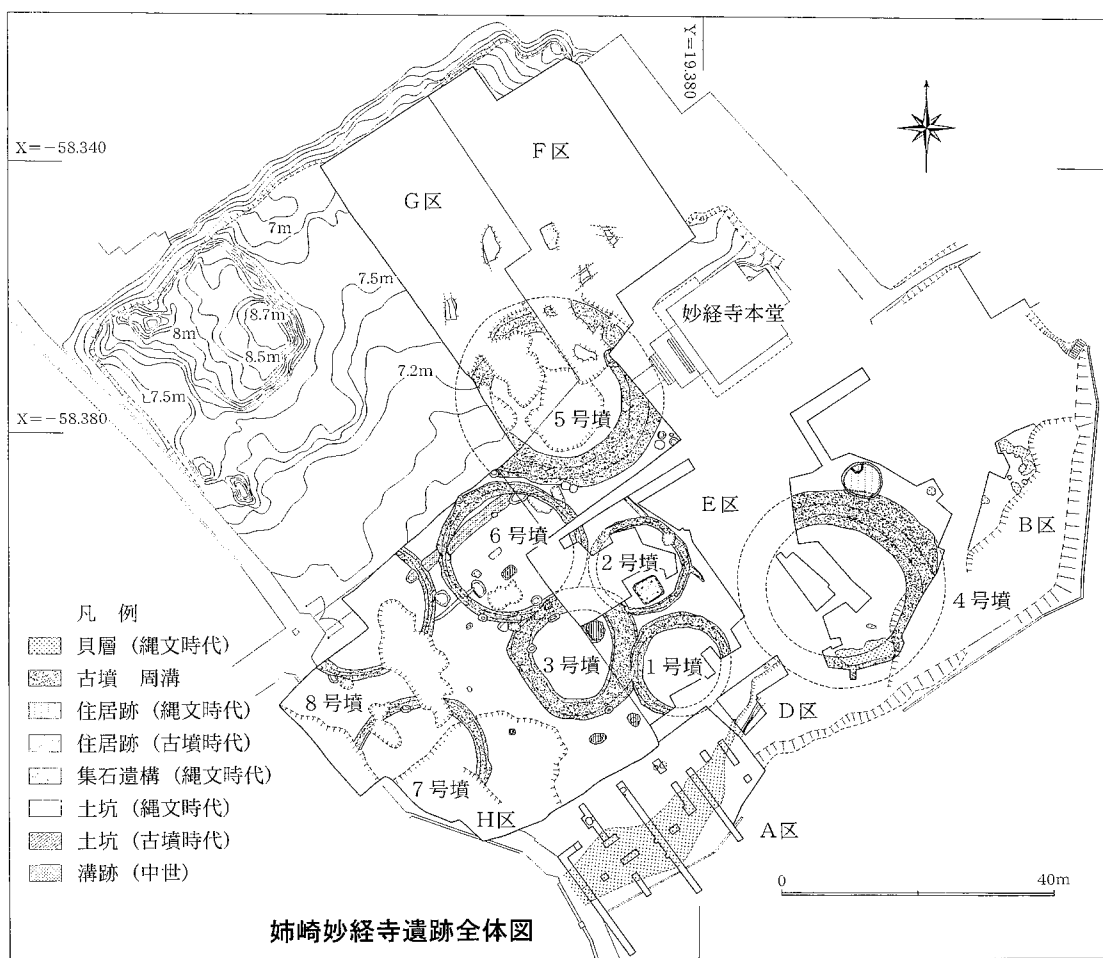 Y=19.380
X=-58.340
F区
G区
7m
7.5m
8.7m
8m
8.5m
7.5m
7.2m
妙経寺本堂
X=-58.380
5号墳
E区
B区
6号墳
2号墳
4号墳
3号墳
1号墳
8号墳
D区
7号墳
H区
A区
凡例
貝層(縄文時代)
古墳 周溝
住居跡(縄文時代)
住居跡(古墳時代)
集石遺構(縄文時代)
土坑(縄文時代)
土坑(古墳時代)
溝跡(中世)
0
40m
姉崎妙経寺遺跡全体図